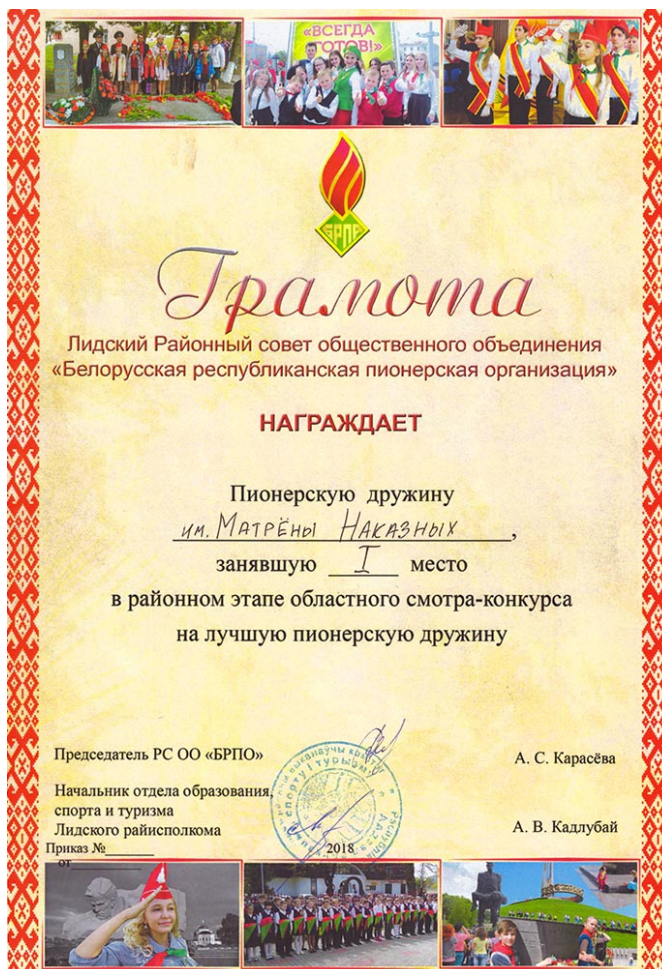 «ВСЕГДА
ГОТОВ!»
БРПО
Грамота
Лидский Районный совет общественного объединения
«Белорусская республиканская пионерская организация»
НАГРАЖДАЕТ
Пионерскую дружину
им. Матрёны Наказных,
занявшую I место
в районном этапе областного смотра-конкурса
на лучшую пионерскую дружину
Председатель РС ОО «БРПО»
А. С. Карасёва
Начальник отдела образования,
спорта и туризма
Лидского райисполкома
А. В. Кадлубай
Приказ №
от
2018